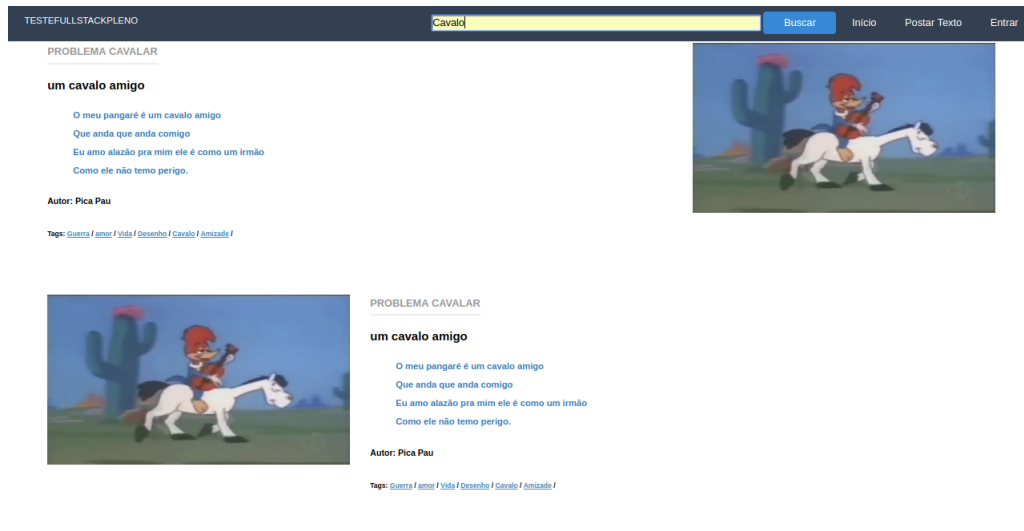 TESTEFULLSTACKPLENO
Cavalo
Buscar
Início
Postar Texto
Entrar
PROBLEMA CAVALAR
um cavalo amigo
O meu pangaré é um cavalo amigo
Que anda que anda comigo
Eu amo alazão pra mim ele é como um irmão
Como ele não temo perigo.
Autor: Pica Pau
Tags: Guerra / amor / Vida / Desenho / Cavalo / Amizade /
PROBLEMA CAVALAR
um cavalo amigo
O meu pangaré é um cavalo amigo
Que anda que anda comigo
Eu amo alazão pra mim ele é como um irmão
Como ele não temo perigo.
Autor: Pica Pau
Tags: Guerra / amor / Vida / Desenho / Cavalo / Amizade /